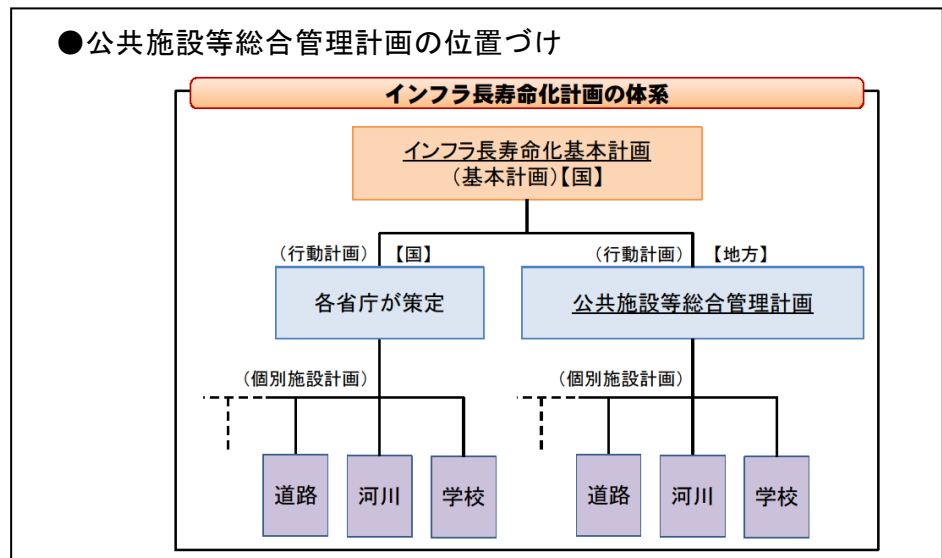 ●公共施設等総合管理計画の位置づけ
インフラ長寿命化計画の体系
インフラ長寿命化基本計画
(基本計画)【国】
(行動計画) 【国】
(行動計画) 【地方】
各省庁が策定
公共施設等総合管理計画
(個別施設計画)
(個別施設計画)
道路 河川 学校
道路 河川 学校